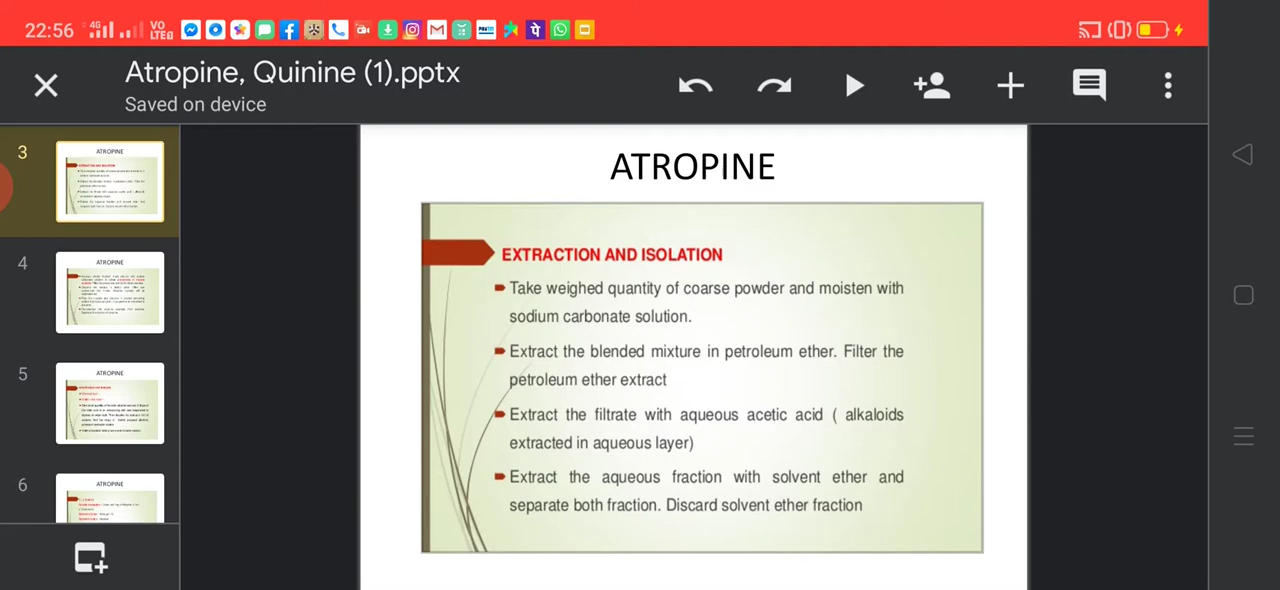 22:56
4G
VO
LTE
Atropine, Quinine (1).pptx
Saved on device
3
ATROPINE
4
ATROPINE
5
ATROPINE
6
ATROPINE
ATROPINE
EXTRACTION AND ISOLATION
Take weighed quantity of coarse powder and moisten with
sodium carbonate solution.
Extract the blended mixture in petroleum ether. Filter the
petroleum ether extract
Extract the filtrate with aqueous acetic acid ( alkaloids
extracted in aqueous layer)
Extract the aqueous fraction with solvent ether and
separate both fraction. Discard solvent ether fraction